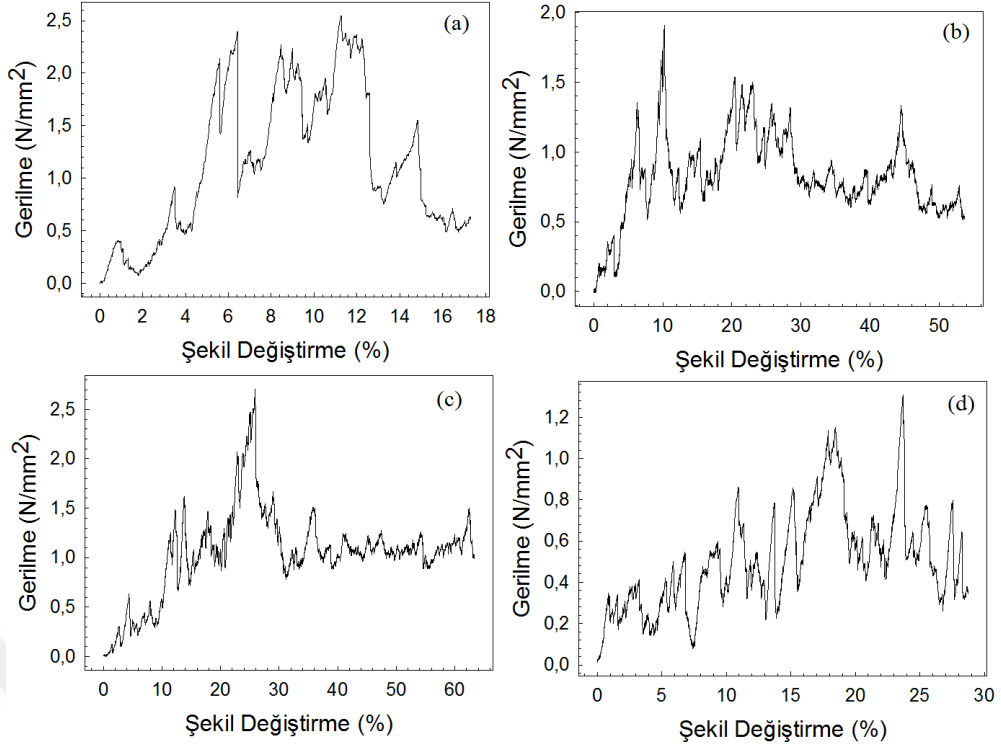 (a)
Gerilme (N/mm²)
2,5
2,0
1,5
1,0
0,5
0,0
0 2 4 6 8 10 12 14 16 18
Şekil Değiştirme (%)
(b)
Gerilme (N/mm²)
2,0
1,5
1,0
0,5
0,0
0 10 20 30 40 50
Şekil Değiştirme (%)
(c)
Gerilme (N/mm²)
2,5
2,0
1,5
1,0
0,5
0,0
0 10 20 30 40 50 60
Şekil Değiştirme (%)
(d)
Gerilme (N/mm²)
1,2
1,0
0,8
0,6
0,4
0,2
0,0
0 5 10 15 20 25 30
Şekil Değiştirme (%)